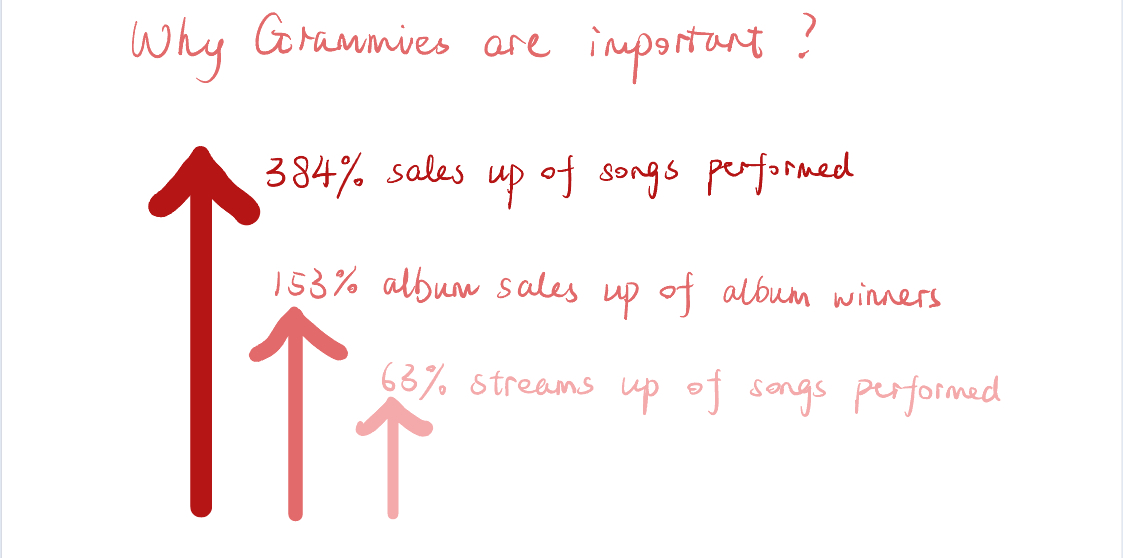 Why Grammies are important ?
384% sales up of songs performed
153% album sales up of album winners
63% streams up of songs performed